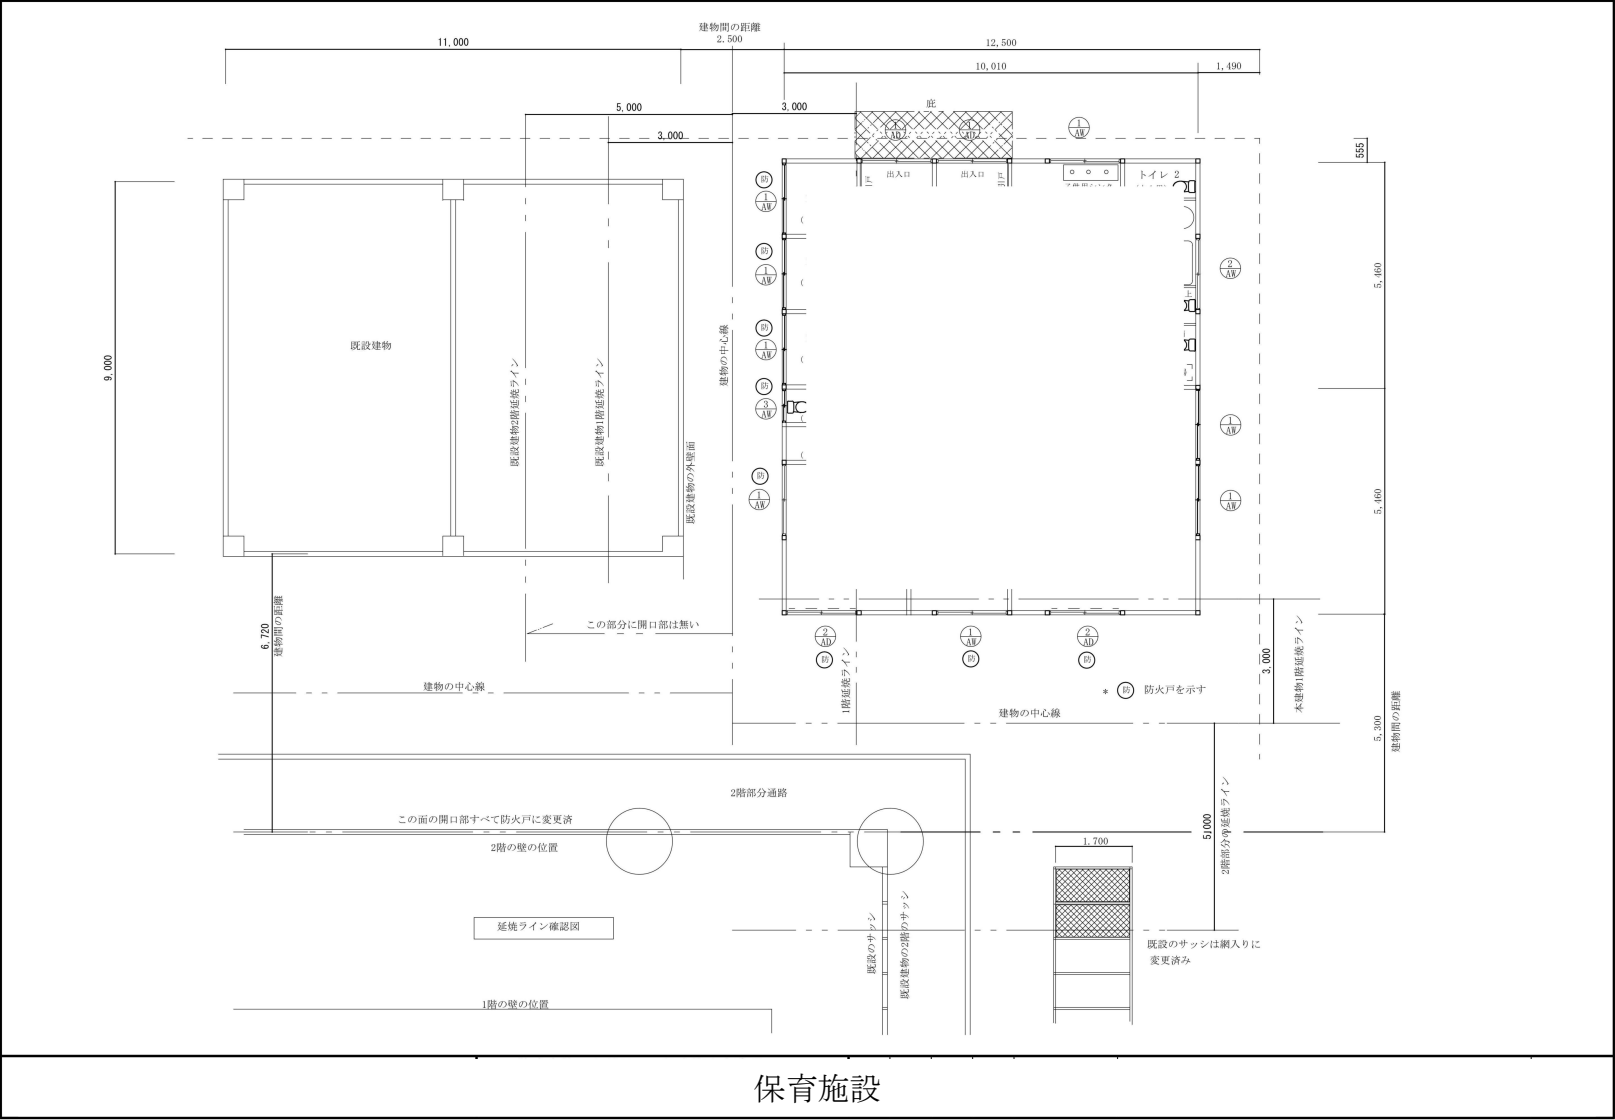 建物間の距離
2.500
11,000
12,500
10,010
1,490
5,000
3,000
3,000
庇
1
AD
1
AD
1
AW
555
防
1
AW
出入口
出入口
トイレ 2
防
1
AW
2
AW
5,460
上
既設建物
9,000
既設建物2階延焼ライン
既設建物1階延焼ライン
建物の中心線
防
1
AW
防
3
AW
既設建物の外壁面
防
1
AW
1
AW
1
AW
5,460
6,720
建物間の距離
この部分に開口部は無い
2
AD
防
1
AW
防
2
AD
防
1階延焼ライン
3,000
本建物1階延焼ライン
* 防 防火戸を示す
建物の中心線
建物の中心線
5,300
建物間の距離
2階部分通路
この面の開口部すべて防火戸に変更済
2階の壁の位置
5,000
2階部分の延焼ライン
1.700
延焼ライン確認図
既設のサッシ
既設建物の2階のサッシ
既設のサッシは網入りに
変更済み
1階の壁の位置
保育施設